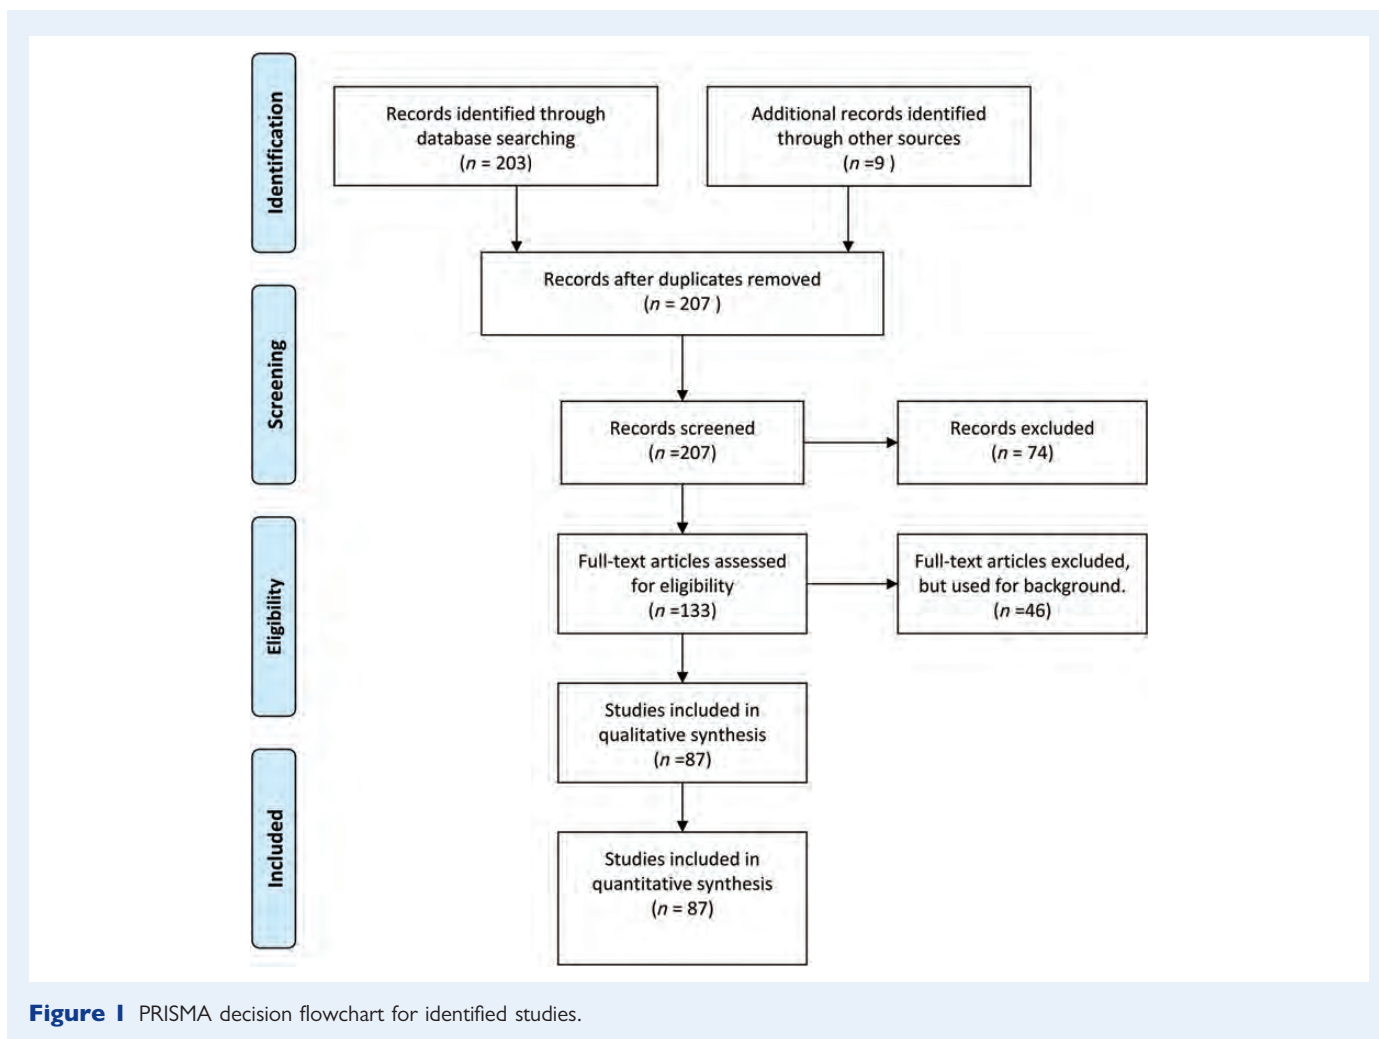 Identification
Records identified through
database searching
(n = 203)
Additional records identified
through other sources
(n =9 )
Records after duplicates removed
(n = 207 )
Screening
Records screened
(n =207)
Records excluded
(n = 74)
Eligibility
Full-text articles assessed
for eligibility
(n =133)
Full-text articles excluded,
but used for background.
(n =46)
Studies included in
qualitative synthesis
(n =87)
Included
Studies included in
quantitative synthesis
(n = 87)
Figure 1 PRISMA decision flowchart for identified studies.